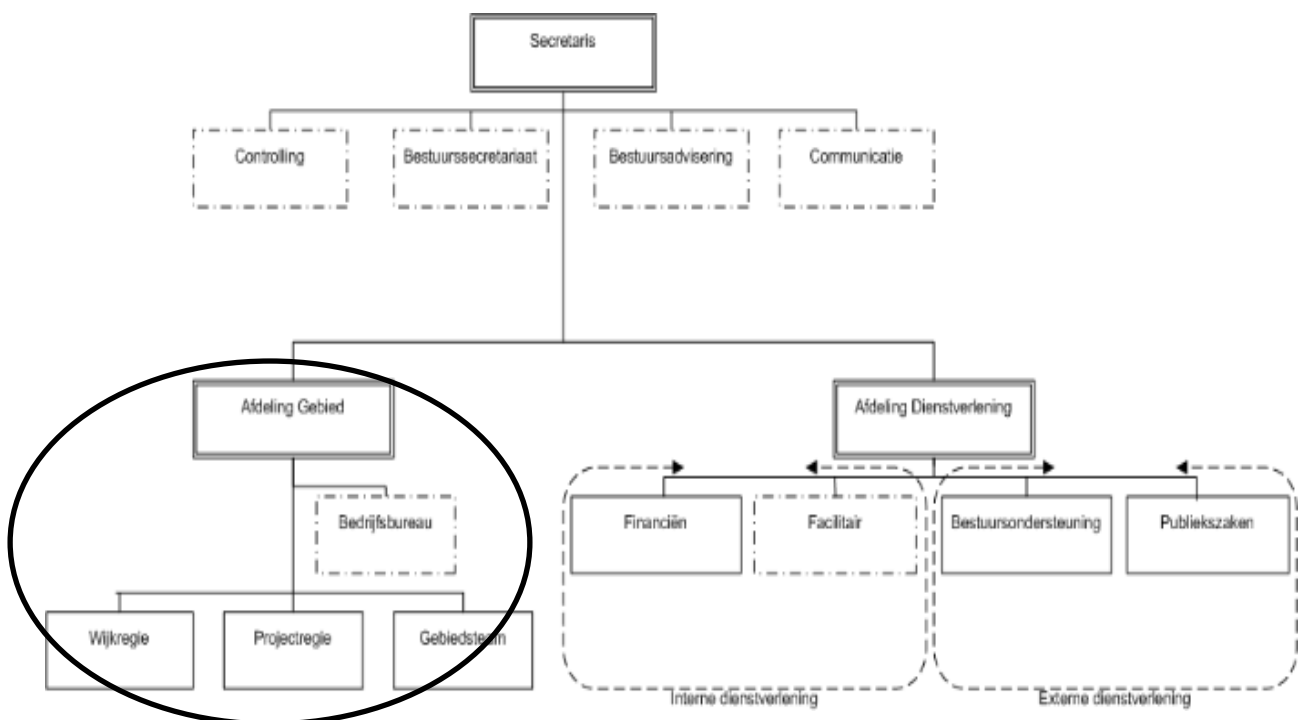 Secretaris
Controlling
Bestuurssecretariaat
Bestuursadvisering
Communicatie
Afdeling Gebied
Afdeling Dienstverlening
Bedrijfsbureau
Financiën
Facilitair
Bestuursondersteuning
Publiekszaken
Wijkregie
Projectregie
Gebiedsteam
Interne dienstverlening
Externe dienstverlening